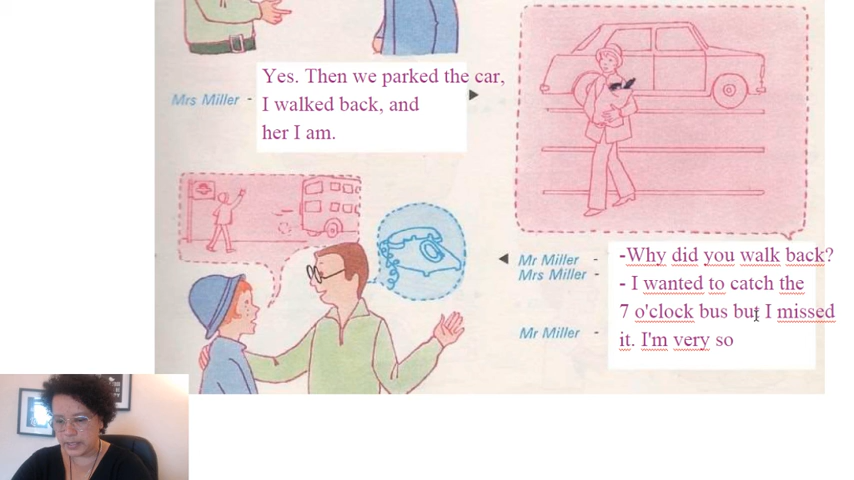 Yes. Then we parked the car,
Mrs Miller - I walked back, and
her I am.
Mr Miller - -Why did you walk back?
Mrs Miller - - I wanted to catch the
7 o'clock bus but I missed
Mr Miller - it. I'm very so